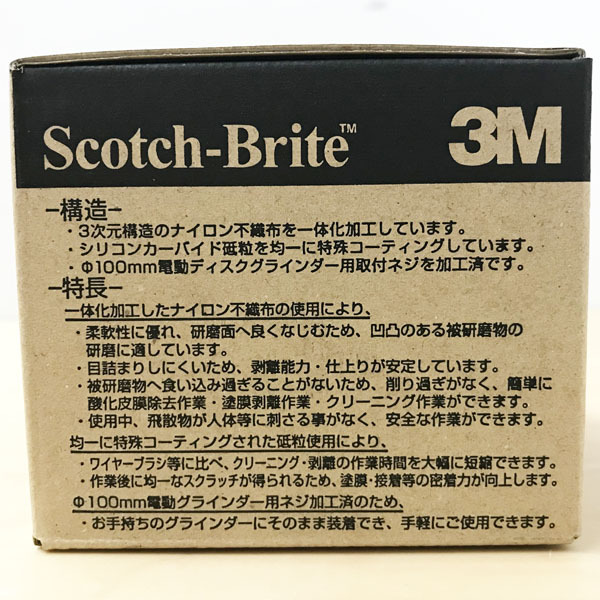 Scotch-Brite™ 3M
-構造-
・3次元構造のナイロン不織布を一体化加工しています。
・シリコンカーバイド砥粒を均一に特殊コーティングしています。
・Φ100mm電動ディスクグラインダー用取付ネジを加工済です。
-特長-
一体化加工したナイロン不織布の使用により、
・柔軟性に優れ、研磨面へ良くなじむため、凹凸のある被研磨物の
研磨に適しています。
・目詰まりしにくいため、剥離能力・仕上りが安定しています。
・被研磨物へ食い込み過ぎることがないため、削り過ぎがなく、簡単に
酸化皮膜除去作業・塗膜剥離作業・クリーニング作業ができます。
・使用中、飛散物が人体等に刺さる事がなく、安全な作業ができます。
均一に特殊コーティングされた砥粒使用により、
・ワイヤーブラシ等に比べ、クリーニング・剥離の作業時間を大幅に短縮できます。
・作業後に均一なスクラッチが得られるため、塗膜・接着等の密着力が向上します。
Φ100mm電動グラインダー用ネジ加工済のため、
・お手持ちのグラインダーにそのまま装着でき、手軽にご使用できます。